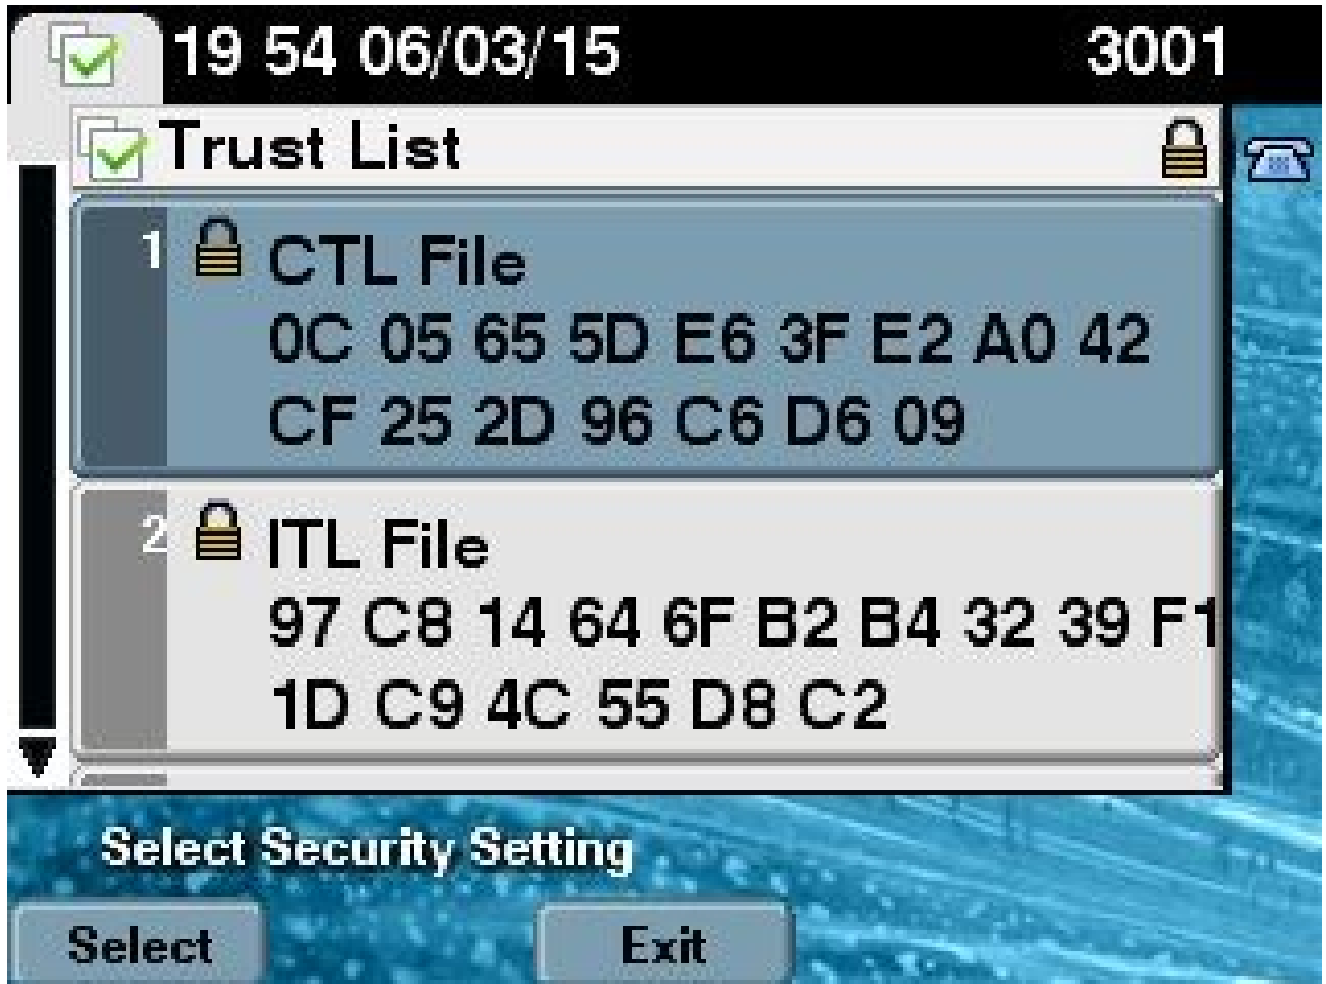 19 54 06/03/15 3001
Trust List
1 CTL File
0C 05 65 5D E6 3F E2 A0 42
CF 25 2D 96 C6 D6 09
2 ITL File
97 C8 14 64 6F B2 B4 32 39 F1
1D C9 4C 55 D8 C2
Select Security Setting
Select Exit